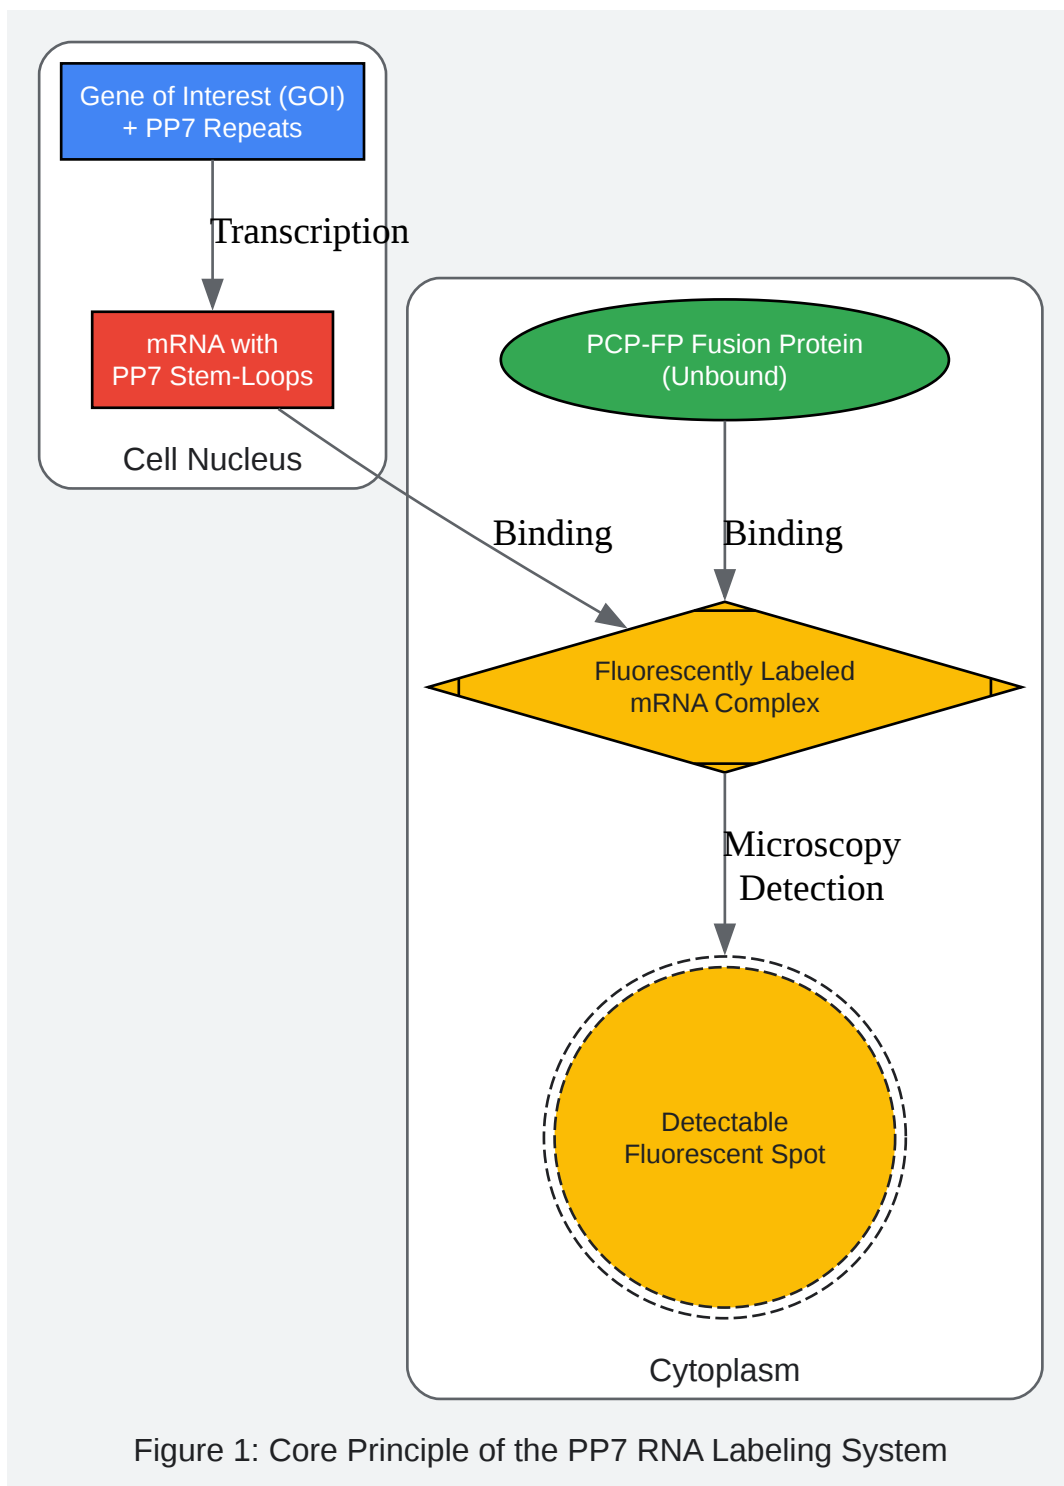 Gene of Interest (GOI)
+ PP7 Repeats
Transcription
mRNA with
PP7 Stem-Loops
Cell Nucleus
PCP-FP Fusion Protein
(Unbound)
Binding
Binding
Fluorescently Labeled
mRNA Complex
Microscopy
Detection
Detectable
Fluorescent Spot
Cytoplasm
Figure 1: Core Principle of the PP7 RNA Labeling System